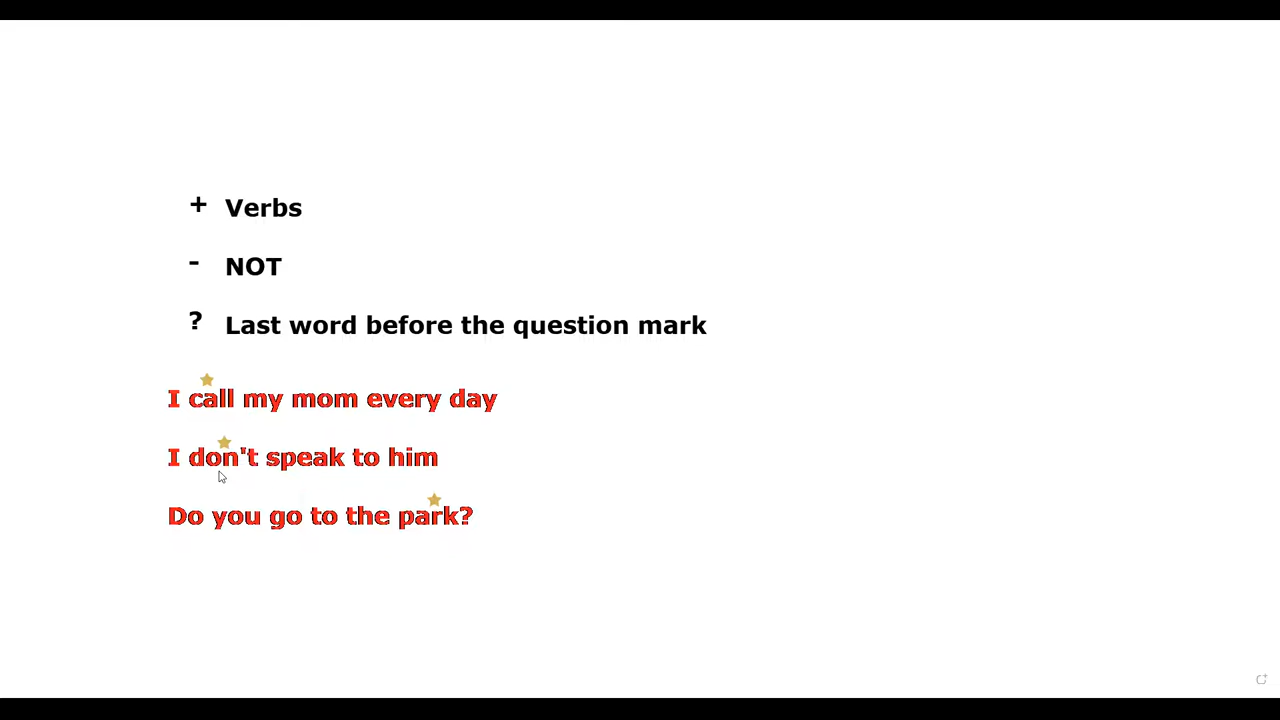 + Verbs
- NOT
? Last word before the question mark
I call my mom every day
I don't speak to him
Do you go to the park?